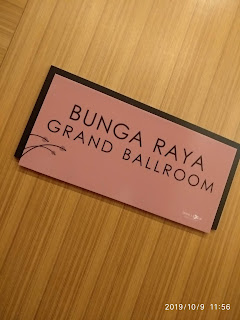 BUNGA RAYA
GRAND BALLROOM
2019/10/9 11:56